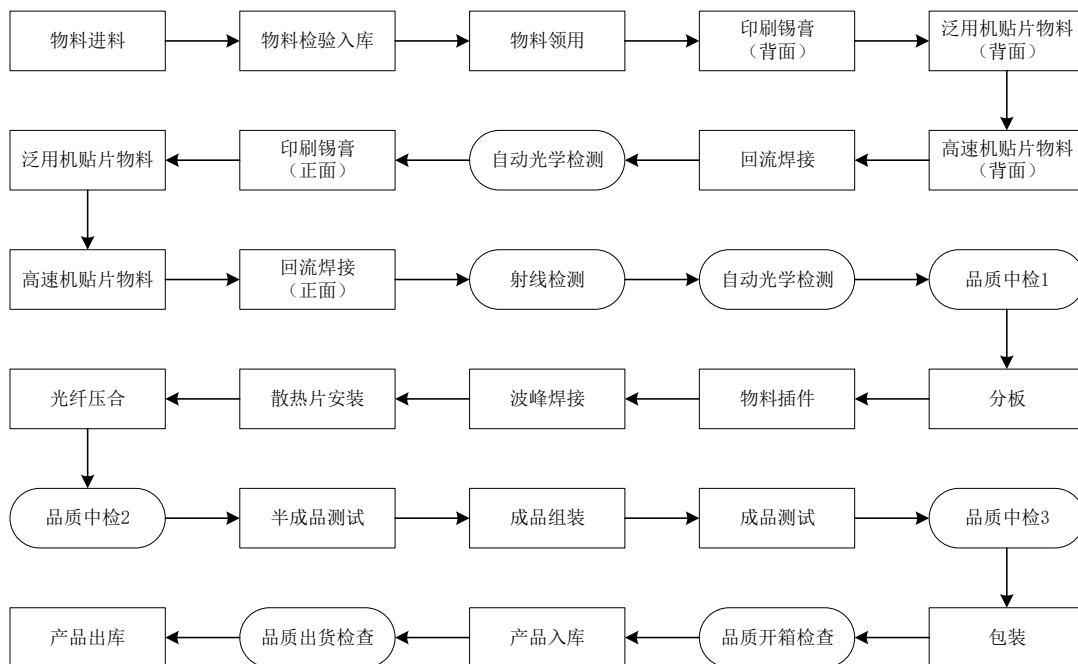 物料进料
物料检验入库
物料领用
印刷锡膏
（背面）
泛用机贴片物料
（背面）
高速机贴片物料
（背面）
回流焊接
自动光学检测
印刷锡膏
（正面）
泛用机贴片物料
高速机贴片物料
回流焊接
（正面）
射线检测
自动光学检测
品质中检1
分板
物料插件
波峰焊接
散热片安装
光纤压合
品质中检2
半成品测试
成品组装
成品测试
品质中检3
包装
品质开箱检查
产品入库
品质出货检查
产品出库